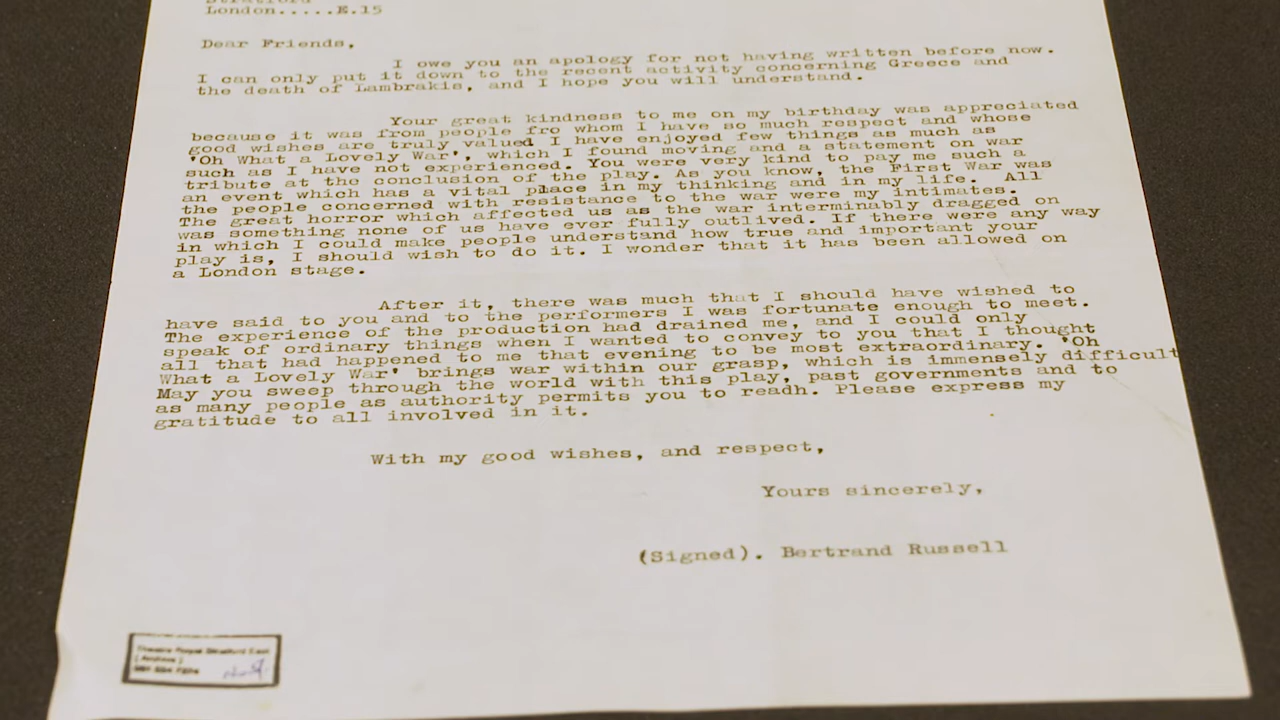 Stratford
London.....E.15
Dear Friends,
I owe you an apology for not having written before now.
I can only put it down to the recent activity concerning Greece and
the death of Lambrakis, and I hope you will understand.
Your great kindness to me on my birthday was appreciated
because it was from people fro whom I have so much respect and whose
good wishes are truly valued I have enjoyed few things as much as
'Oh What a Lovely War', which I found moving and a statement on war
such as I have not experienced. You were very kind to pay me such a
tribute at the conclusion of the play. As you know, the First War was
an event which has a vital place in my thinking and in my life. All
the people concerned with resistance to the war were my intimates.
The great horror which affected us as the war interminably dragged on
was something none of us have ever fully outlived. If there were any way
in which I could make people understand how true and important your
play is, I should wish to do it. I wonder that it has been allowed on
a London stage.
After it, there was much that I should have wished to
have said to you and to the performers I was fortunate enough to meet.
The experience of the production had drained me, and I could only
speak of ordinary things when I wanted to convey to you that I thought
all that had happened to me that evening to be most extraordinary. 'Oh
What a Lovely War' brings war within our grasp, which is immensely difficult
May you sweep through the world with this play, past governments and to
as many people as authority permits you to readh. Please express my
gratitude to all involved in it.
With my good wishes, and respect,
Yours sincerely,
(Signed). Bertrand Russell
Theatre Royal Stratford East
(Archive)